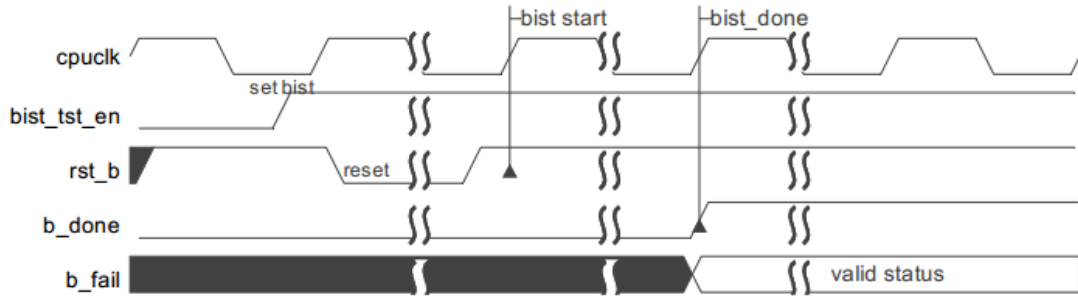 bist start
bist_done
cpuclk
set bist
bist_tst_en
rst_b
reset
b_done
b_fail
valid status